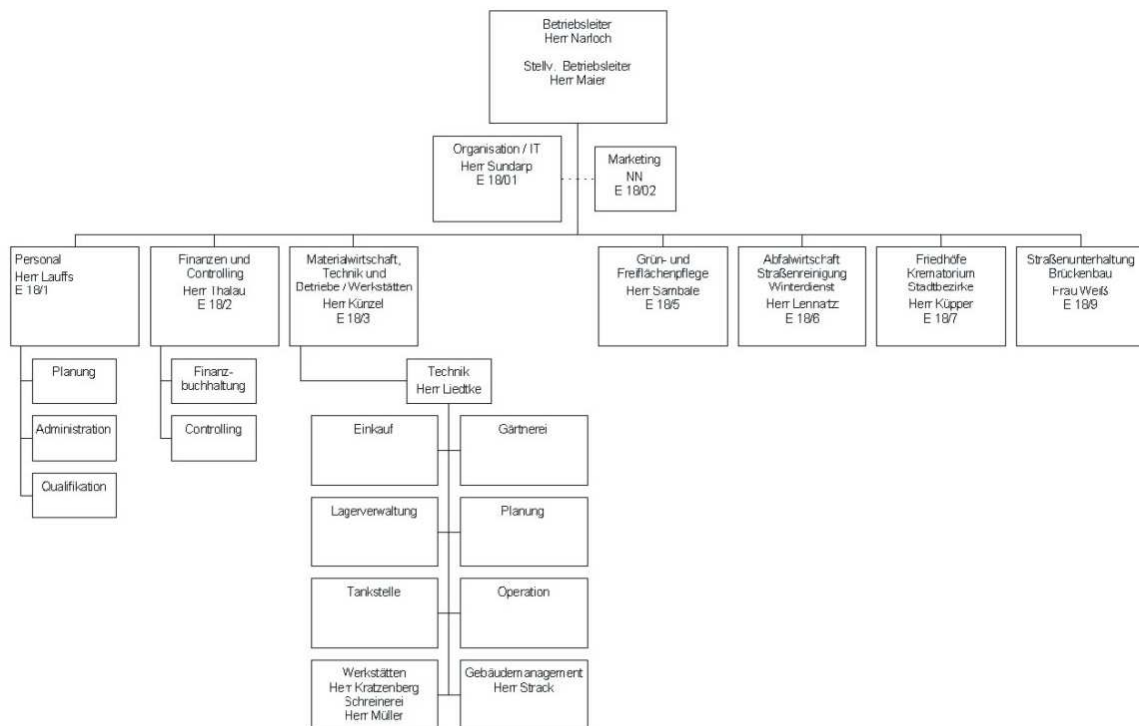 Betriebsleiter
Herr Narloch
Stellv. Betriebsleiter
Herr Maier
Organisation / IT
Herr Sundarp
E 18/01
Marketing
NN
E 18/02
Personal
Herr Lauffs
E 18/1
Finanzen und
Controlling
Herr Thalau
E 18/2
Materialwirtschaft,
Technik und
Betriebe / Werkstätten
Herr Künzel
E 18/3
Grün- und
Freiflächenpflege
Herr Sambale
E 18/5
Abfallwirtschaft
Straßenreinigung
Winterdienst
Herr Lennartz
E 18/6
Friedhöfe
Krematorium
Stadtbezirke
Herr Küpper
E 18/7
Straßenunterhaltung
Brückenbau
Frau Weiß
E 18/9
Planung
Administration
Qualifikation
Finanz-
buchhaltung
Controlling
Technik
Herr Liedtke
Einkauf
Gärtnerei
Lagerverwaltung
Planung
Tankstelle
Operation
Werkstätten
Herr Kratzenberg
Schreinerei
Herr Müller
Gebäudemanagement
Herr Strack